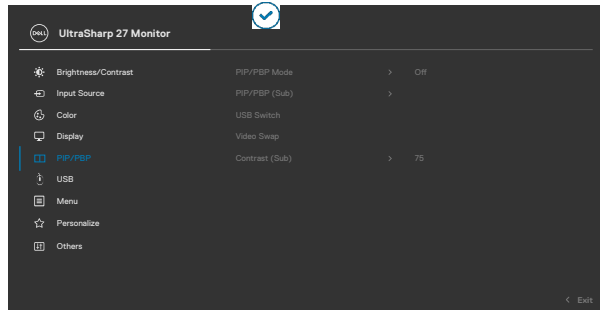 DELL UltraSharp 27 Monitor
Brightness/Contrast PIP/PBP Mode > Off
Input Source PIP/PBP (Sub) >
Color USB Switch
Display Video Swap
PIP/PBP Contrast (Sub) > 75
USB
Menu
Personalize
Others
< Exit